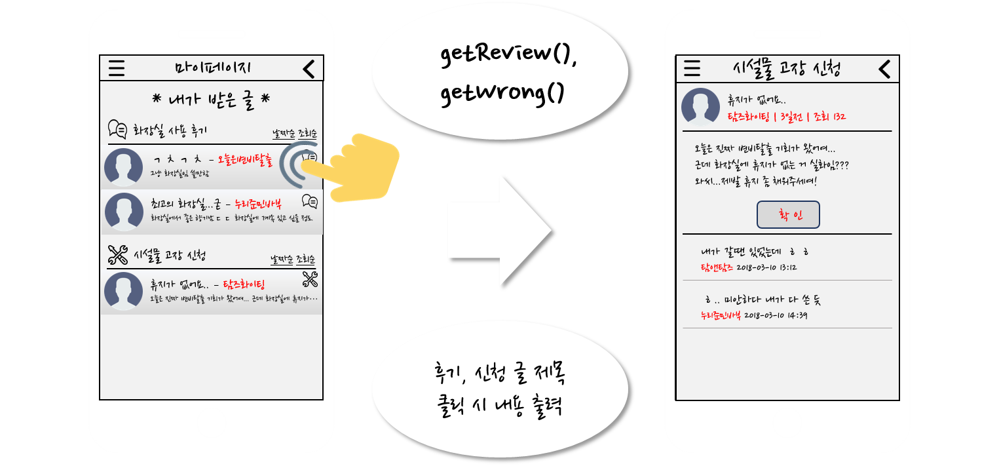 마이페이지
* 내가 받은 글 *
화장실 사용 후기
날짜순 조회순
ㄱ ㅊ ㄱ ㅊ - 오늘은변비탈출
그냥 화장실임 쓸만함
최고의 화장실...굳 - 누리쥰민바부
화장실에서 좋은 향기남 ㄷ ㄷ 화장실에 계속 있고 싶을 정도
시설물 고장 신청
날짜순 조회순
휴지가 없어요.. - 탐즈화이팅
오늘은 진짜 변비탈출 기회가 왔어여... 근데 화장실에 휴지가...
getReview(),
getWrong()
후기, 신청 글 제목
클릭 시 내용 출력
시설물 고장 신청
휴지가 없어요..
탐즈화이팅 | 3일전 | 조회 132
오늘은 진짜 변비탈출 기회가 왔어여...
근데 화장실에 휴지가 없는 거 실화임???
와씨...제발 휴지 좀 채워주세여!
확 인
내가 갈땐 있었는데 ㅎ ㅎ
탐앤탐즈 2018-03-10 13:12
ㅎ.. 미안하다 내가 다 쓴 듯
누리쥰민바부 2018-03-10 14:39